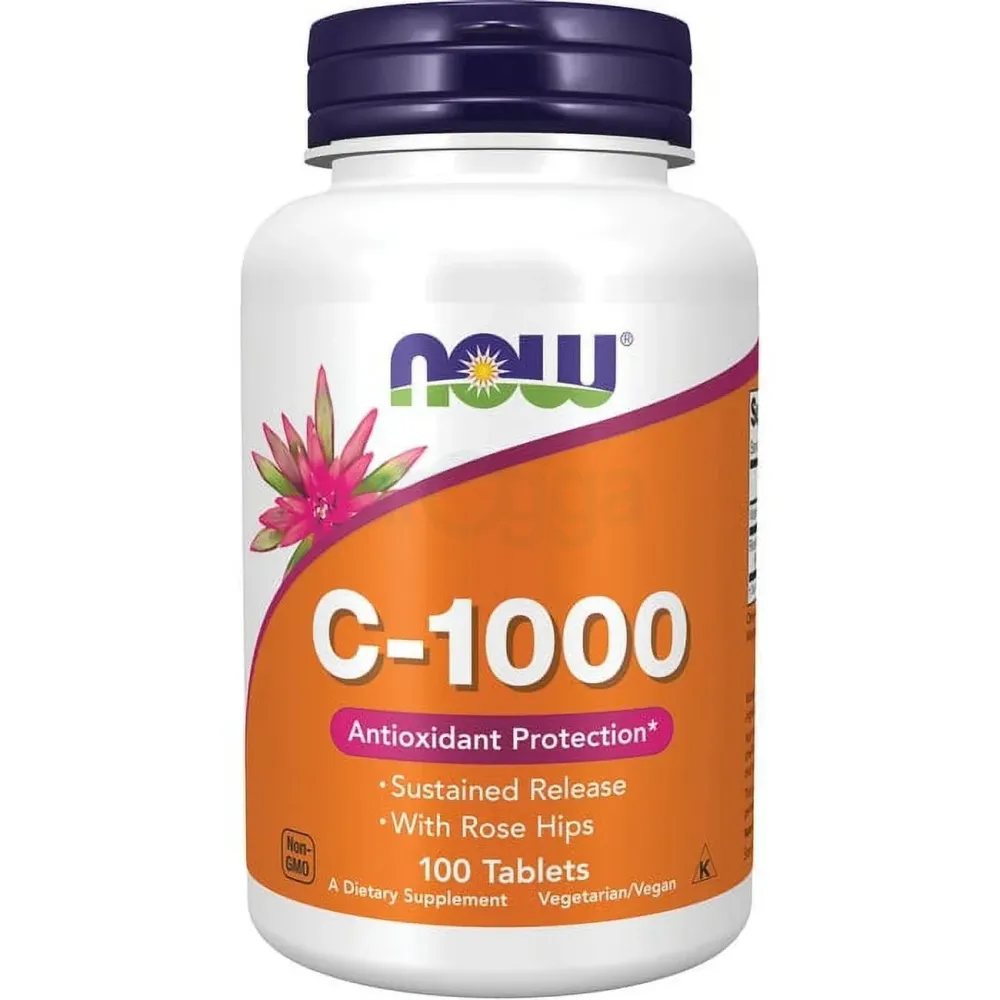 NOW®
C-1000
Antioxidant Protection*
• Sustained Release
• With Rose Hips
100 Tablets
Non-
GMO
A Dietary Supplement
Vegetarian/Vegan
K